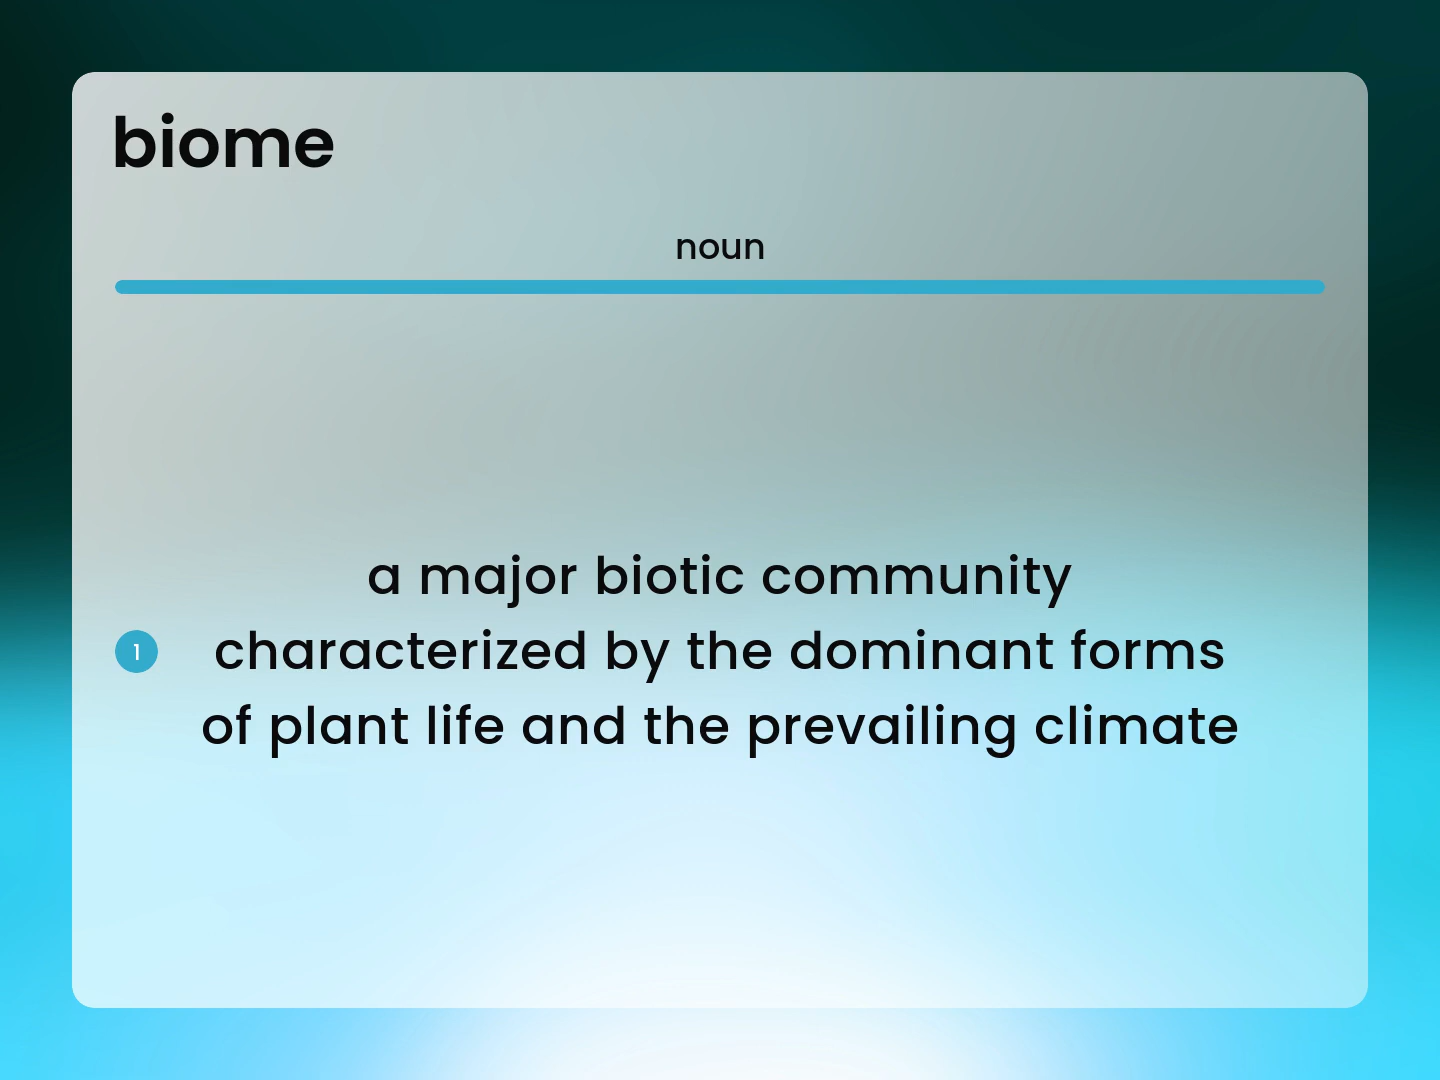 biome
noun
a major biotic community
1 characterized by the dominant forms
of plant life and the prevailing climate